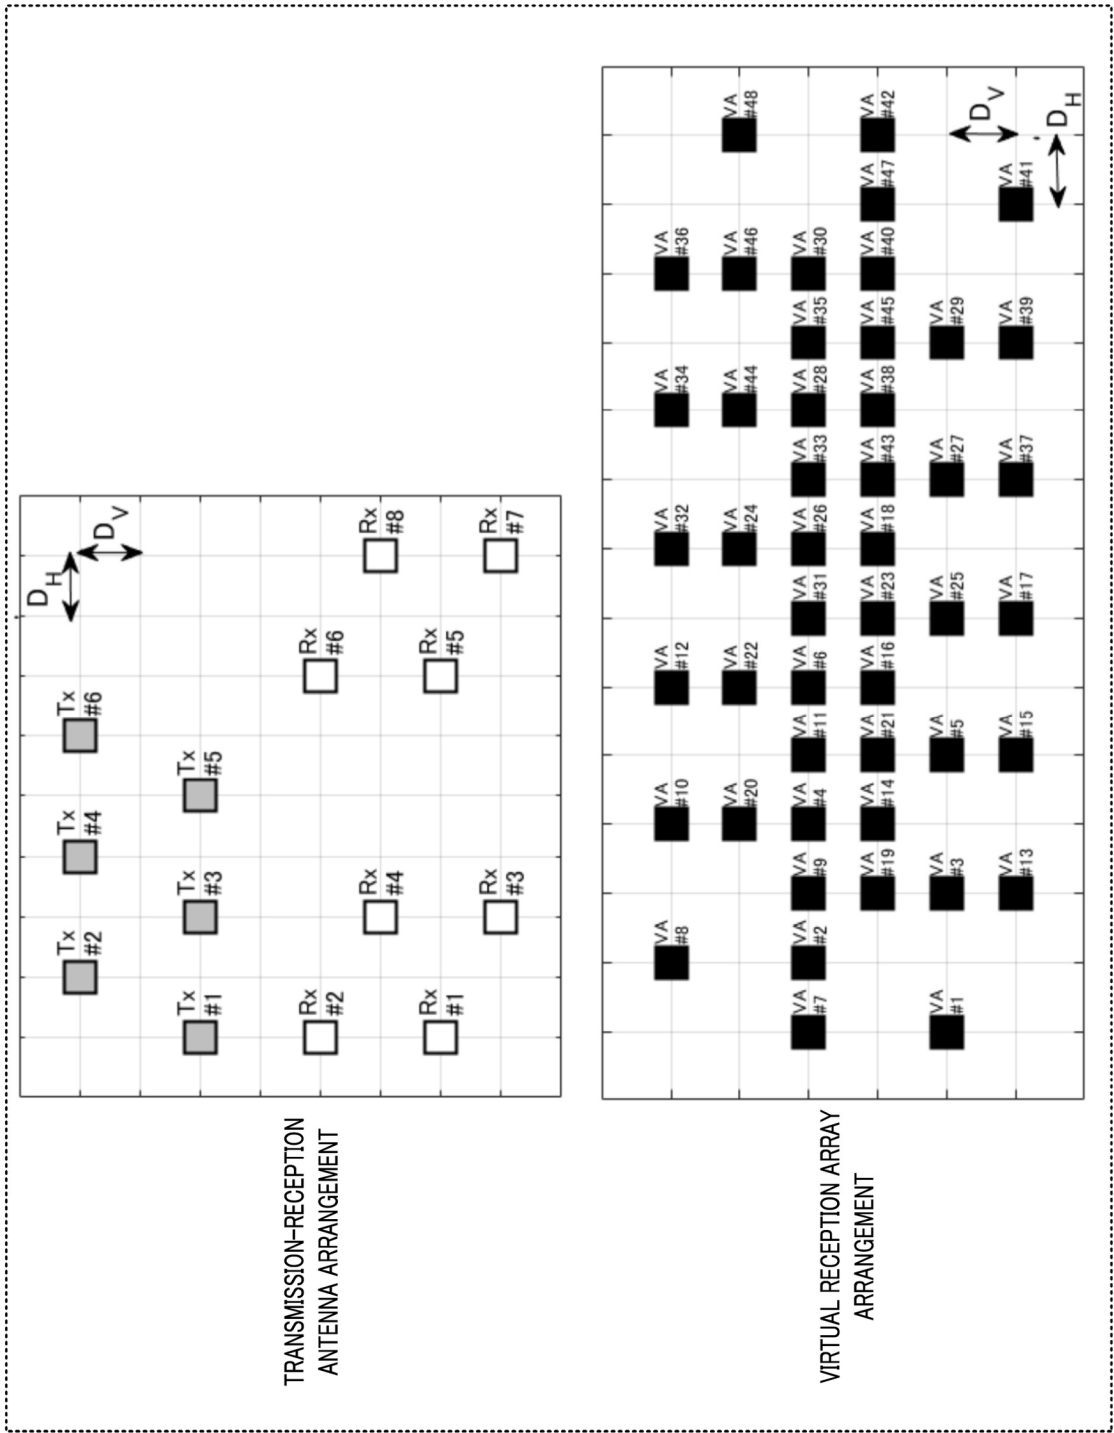 TRANSMISSION-RECEPTION
ANTENNA ARRANGEMENT
DH
Tx
#2
Tx
#4
Tx
#6
DV
Tx
#1
Tx
#3
Tx
#5
Rx
#2
Rx
#6
Rx
#4
Rx
#8
Rx
#1
Rx
#5
Rx
#3
Rx
#7
VIRTUAL RECEPTION ARRAY
ARRANGEMENT
VA
#8
VA
#10
VA
#12
VA
#32
VA
#34
VA
#36
VA
#20
VA
#22
VA
#24
VA
#44
VA
#46
VA
#48
VA
#7
VA
#2
VA
#9
VA
#4
VA
#11
VA
#6
VA
#31
VA
#26
VA
#33
VA
#28
VA
#35
VA
#30
VA
#19
VA
#14
VA
#21
VA
#16
VA
#23
VA
#18
VA
#43
VA
#38
VA
#45
VA
#40
VA
#47
VA
#42
VA
#1
VA
#3
VA
#5
VA
#25
VA
#27
VA
#29
DV
VA
#13
VA
#15
VA
#17
VA
#37
VA
#39
VA
#41
DH